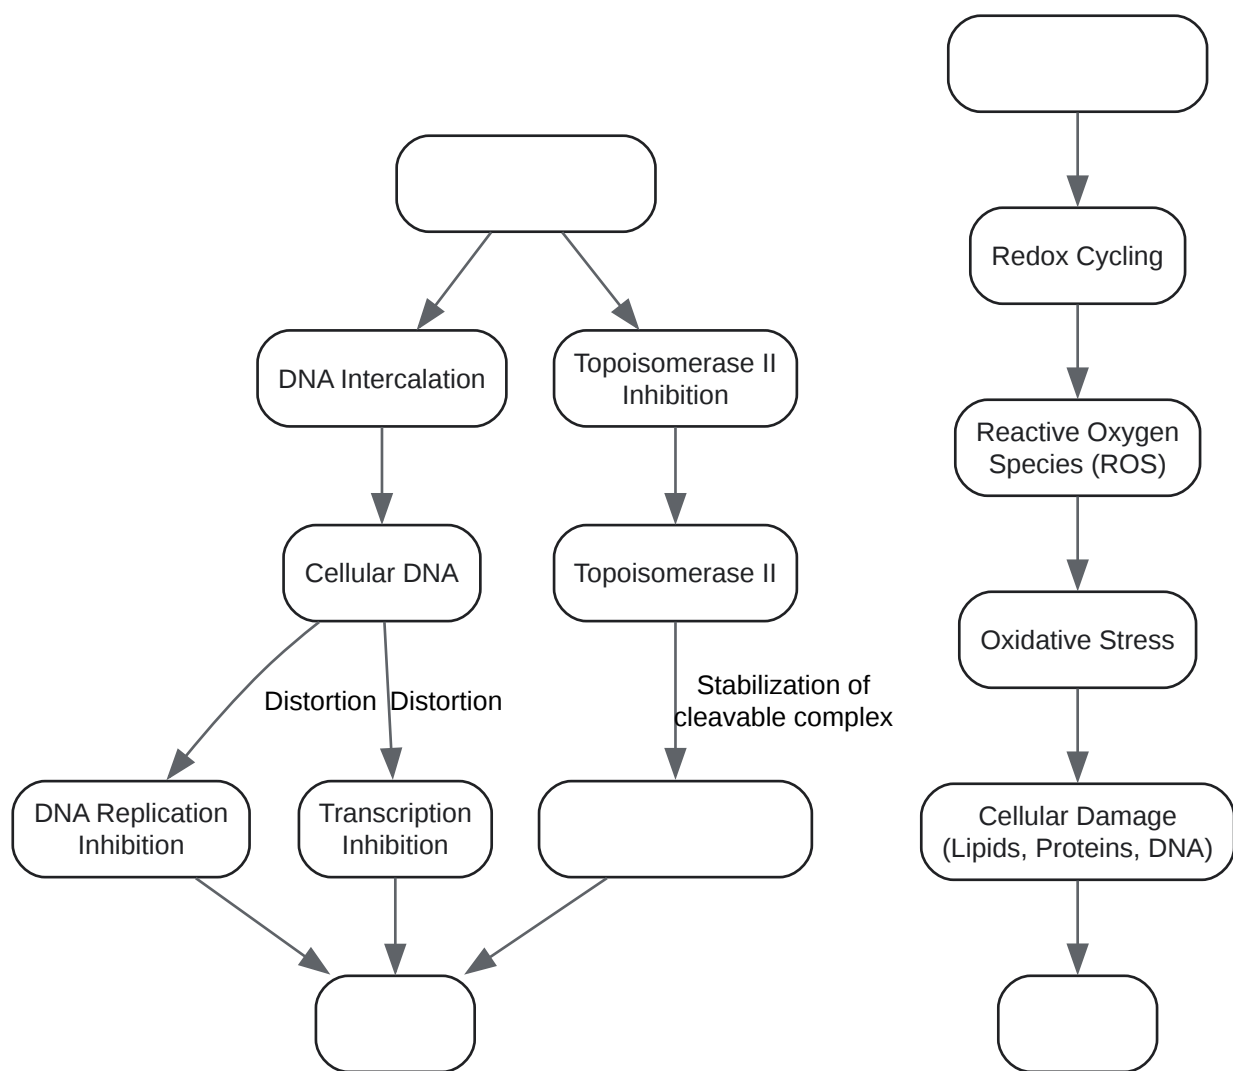 DNA Intercalation
Topoisomerase II
Inhibition
Cellular DNA
Topoisomerase II
Distortion
Distortion
Stabilization of
cleavable complex
DNA Replication
Inhibition
Transcription
Inhibition
Redox Cycling
Reactive Oxygen
Species (ROS)
Oxidative Stress
Cellular Damage
(Lipids, Proteins, DNA)